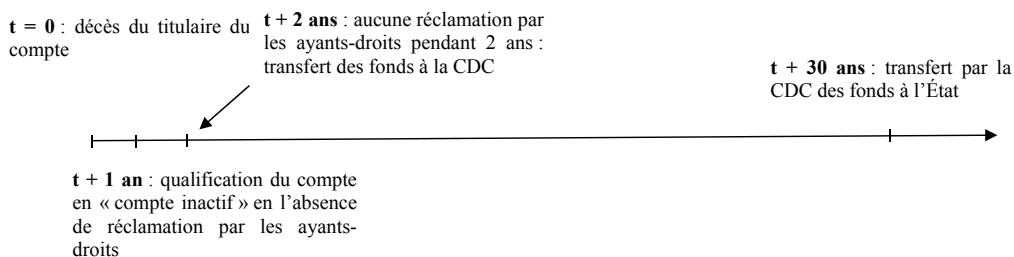 t = 0 : décès du titulaire du
compte
t + 2 ans : aucune réclamation par
les ayants-droits pendant 2 ans :
transfert des fonds à la CDC
t + 30 ans : transfert par la
CDC des fonds à l’État
t + 1 an : qualification du compte
en « compte inactif » en l’absence
de réclamation par les ayants-
droits